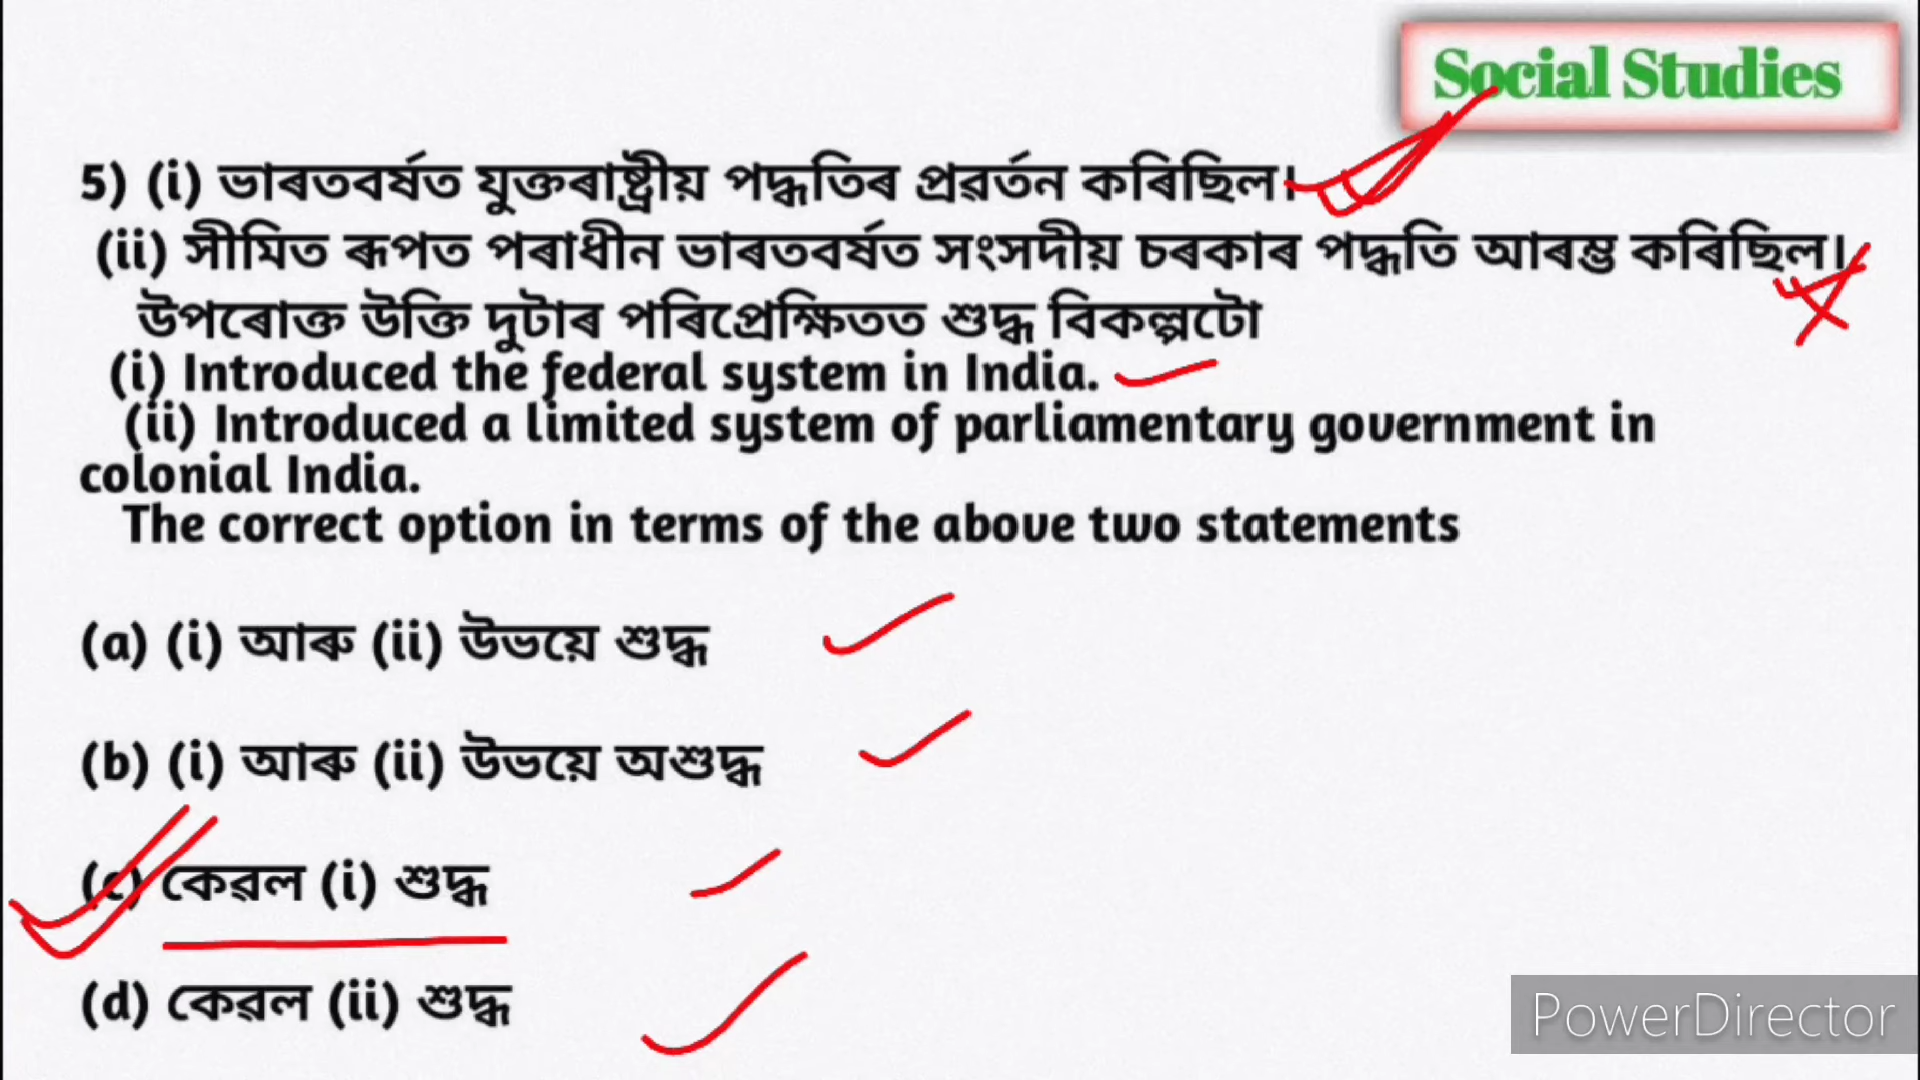 Social Studies
5) (i) ভাৰতবৰ্ষত যুক্তৰাষ্ট্ৰীয় পদ্ধতিৰ প্ৰৱৰ্তন কৰিছিল।
(ii) সীমিত ৰূপত পৰাধীন ভাৰতবৰ্ষত সংসদীয় চৰকাৰ পদ্ধতি আৰম্ভ কৰিছিল।
উপৰোক্ত উক্তি দুটাৰ পৰিপ্ৰেক্ষিতত শুদ্ধ বিকল্পটো
(i) Introduced the federal system in India.
(ii) Introduced a limited system of parliamentary government in
colonial India.
The correct option in terms of the above two statements
(a) (i) আৰু (ii) উভয়ে শুদ্ধ
(b) (i) আৰু (ii) উভয়ে অশুদ্ধ
(c) কেৱল (i) শুদ্ধ
(d) কেৱল (ii) শুদ্ধ
PowerDirector